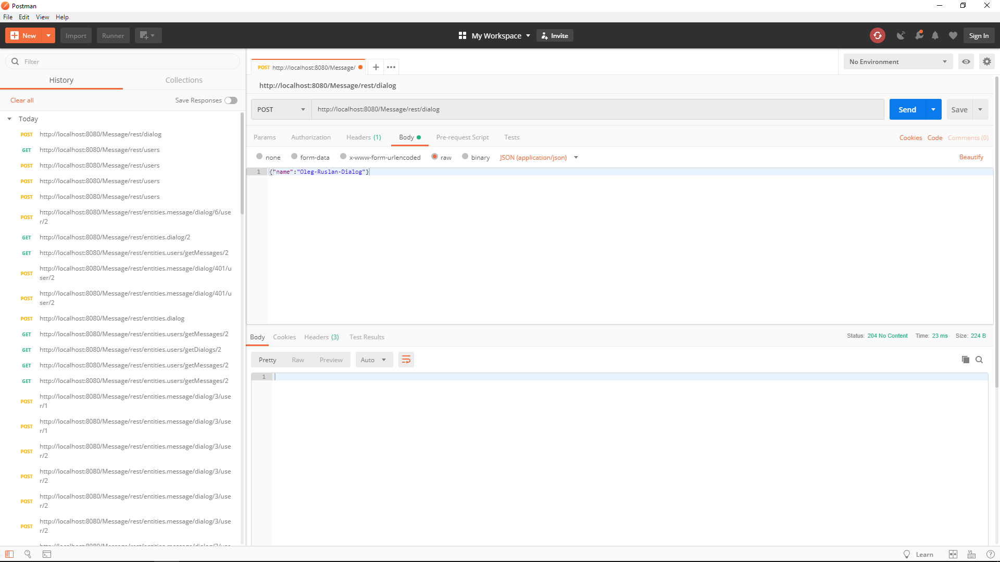 Postman
File Edit View Help
New Import Runner My Workspace Invite Sign In
Filter
History Collections
Clear all Save Responses
Today
POST http://localhost:8080/Message/rest/dialog
GET http://localhost:8080/Message/rest/users
POST http://localhost:8080/Message/rest/users
POST http://localhost:8080/Message/rest/users
POST http://localhost:8080/Message/rest/users
POST http://localhost:8080/Message/rest/entities.message/dialog/6/use
r/2
GET http://localhost:8080/Message/rest/entities.dialog/2
GET http://localhost:8080/Message/rest/entities.users/getMessages/2
POST http://localhost:8080/Message/rest/entities.message/dialog/401/u
ser/2
POST http://localhost:8080/Message/rest/entities.message/dialog/401/u
ser/2
POST http://localhost:8080/Message/rest/entities.dialog
GET http://localhost:8080/Message/rest/entities.users/getMessages/2
GET http://localhost:8080/Message/rest/entities.users/getDialogs/2
GET http://localhost:8080/Message/rest/entities.users/getMessages/2
GET http://localhost:8080/Message/rest/entities.users/getMessages/2
POST http://localhost:8080/Message/rest/entities.message/dialog/3/use
r/1
POST http://localhost:8080/Message/rest/entities.message/dialog/3/use
r/1
POST http://localhost:8080/Message/rest/entities.message/dialog/3/use
r/2
POST http://localhost:8080/Message/rest/entities.message/dialog/3/use
r/2
POST http://localhost:8080/Message/rest/entities.message/dialog/3/use
r/2
POST http://localhost:8080/Message/rest/entities.message/dialog/3/use
r/2
POST http://localhost:8080/Message/ No Environment
http://localhost:8080/Message/rest/dialog
POST http://localhost:8080/Message/rest/dialog Send Save
Params Authorization Headers (1) Body Pre-request Script Tests Cookies Code Comments (0)
none form-data x-www-form-urlencoded raw binary JSON (application/json) Beautify
1 {"name":"Oleg-Ruslan-Dialog"}
Body Cookies Headers (3) Test Results Status: 204 No Content Time: 23 ms Size: 224 B
Pretty Raw Preview Auto
1
Learn